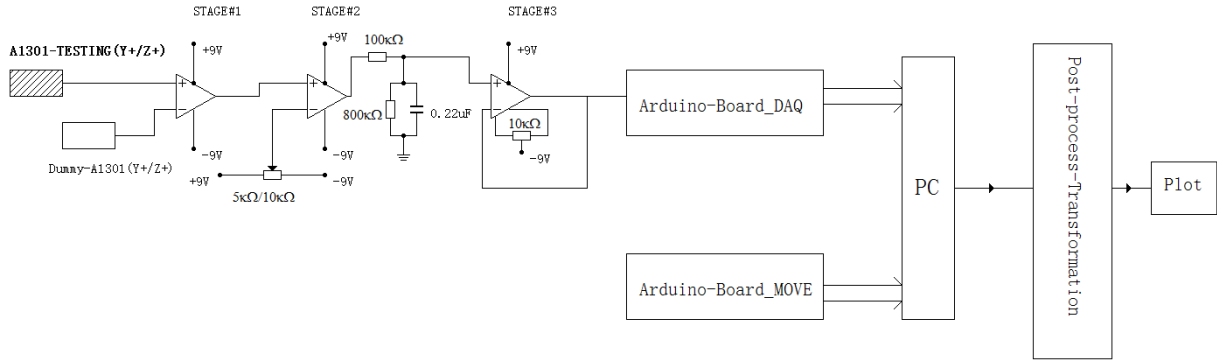 STAGE#1
STAGE#2
STAGE#3
A1301-TESTING(Y+/Z+)
+9V
+9V
+9V
100κΩ
800κΩ
0.22uF
10κΩ
-9V
-9V
-9V
Dummy-A1301(Y+/Z+)
+9V
-9V
5κΩ/10κΩ
Arduino-Board_DAQ
Arduino-Board_MOVE
PC
Post-process-Transformation
Plot